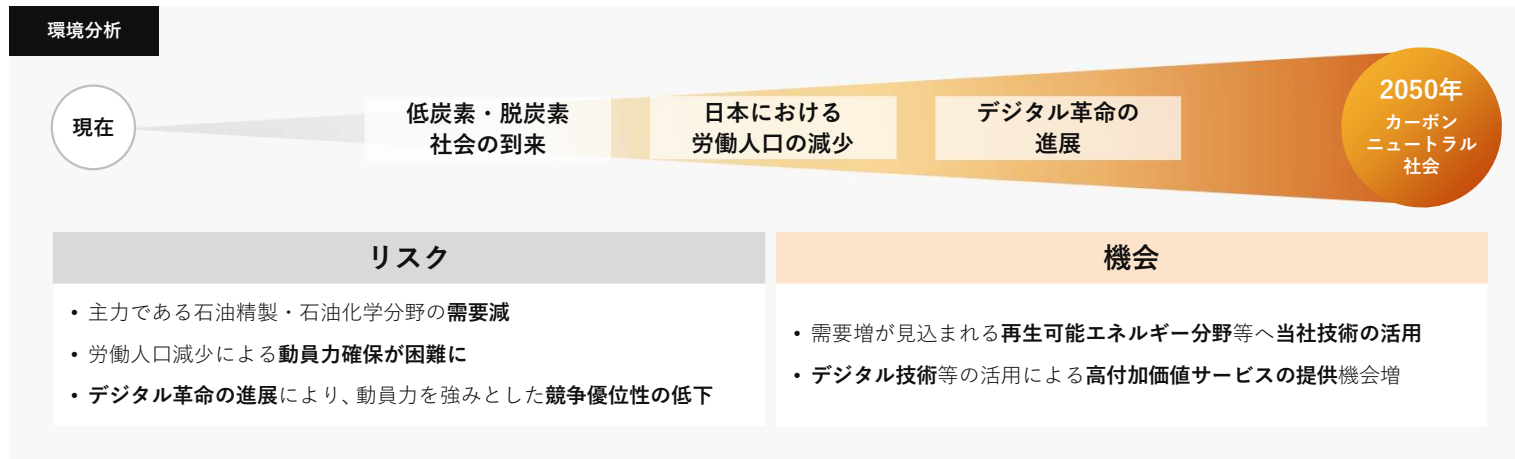 環境分析
現在
低炭素・脱炭素
社会の到来
日本における
労働人口の減少
デジタル革命の
進展
2050年
カーボン
ニュートラル
社会
リスク
• 主力である石油精製・石油化学分野の需要減
• 労働人口減少による動員力確保が困難に
• デジタル革命の進展により、動員力を強みとした競争優位性の低下
機会
• 需要増が見込まれる再生可能エネルギー分野等へ当社技術の活用
• デジタル技術等の活用による高付加価値サービスの提供機会増